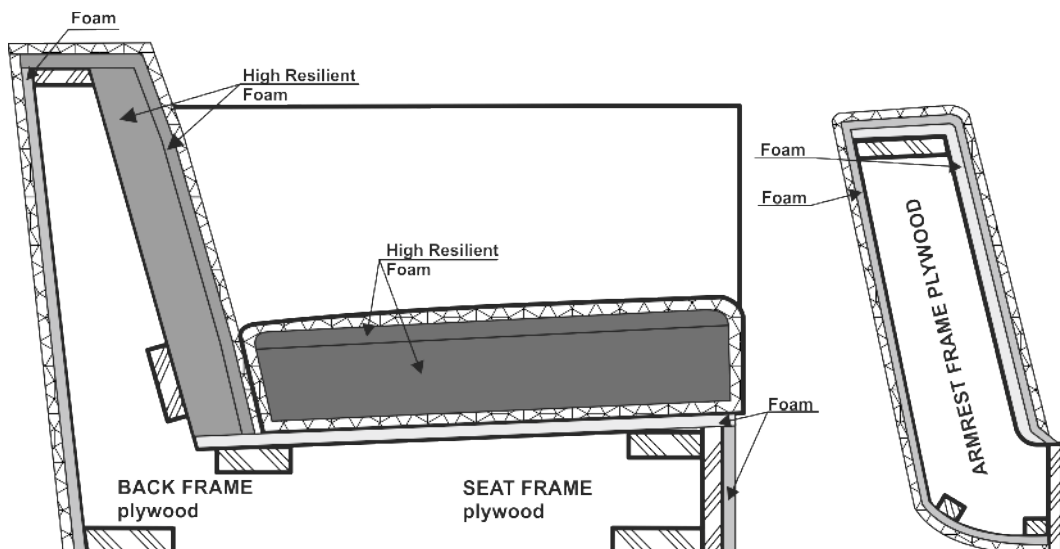 Foam
High Resilient
Foam
High Resilient
Foam
Foam
BACK FRAME
plywood
SEAT FRAME
plywood
Foam
Foam
ARMREST FRAME PLYWOOD